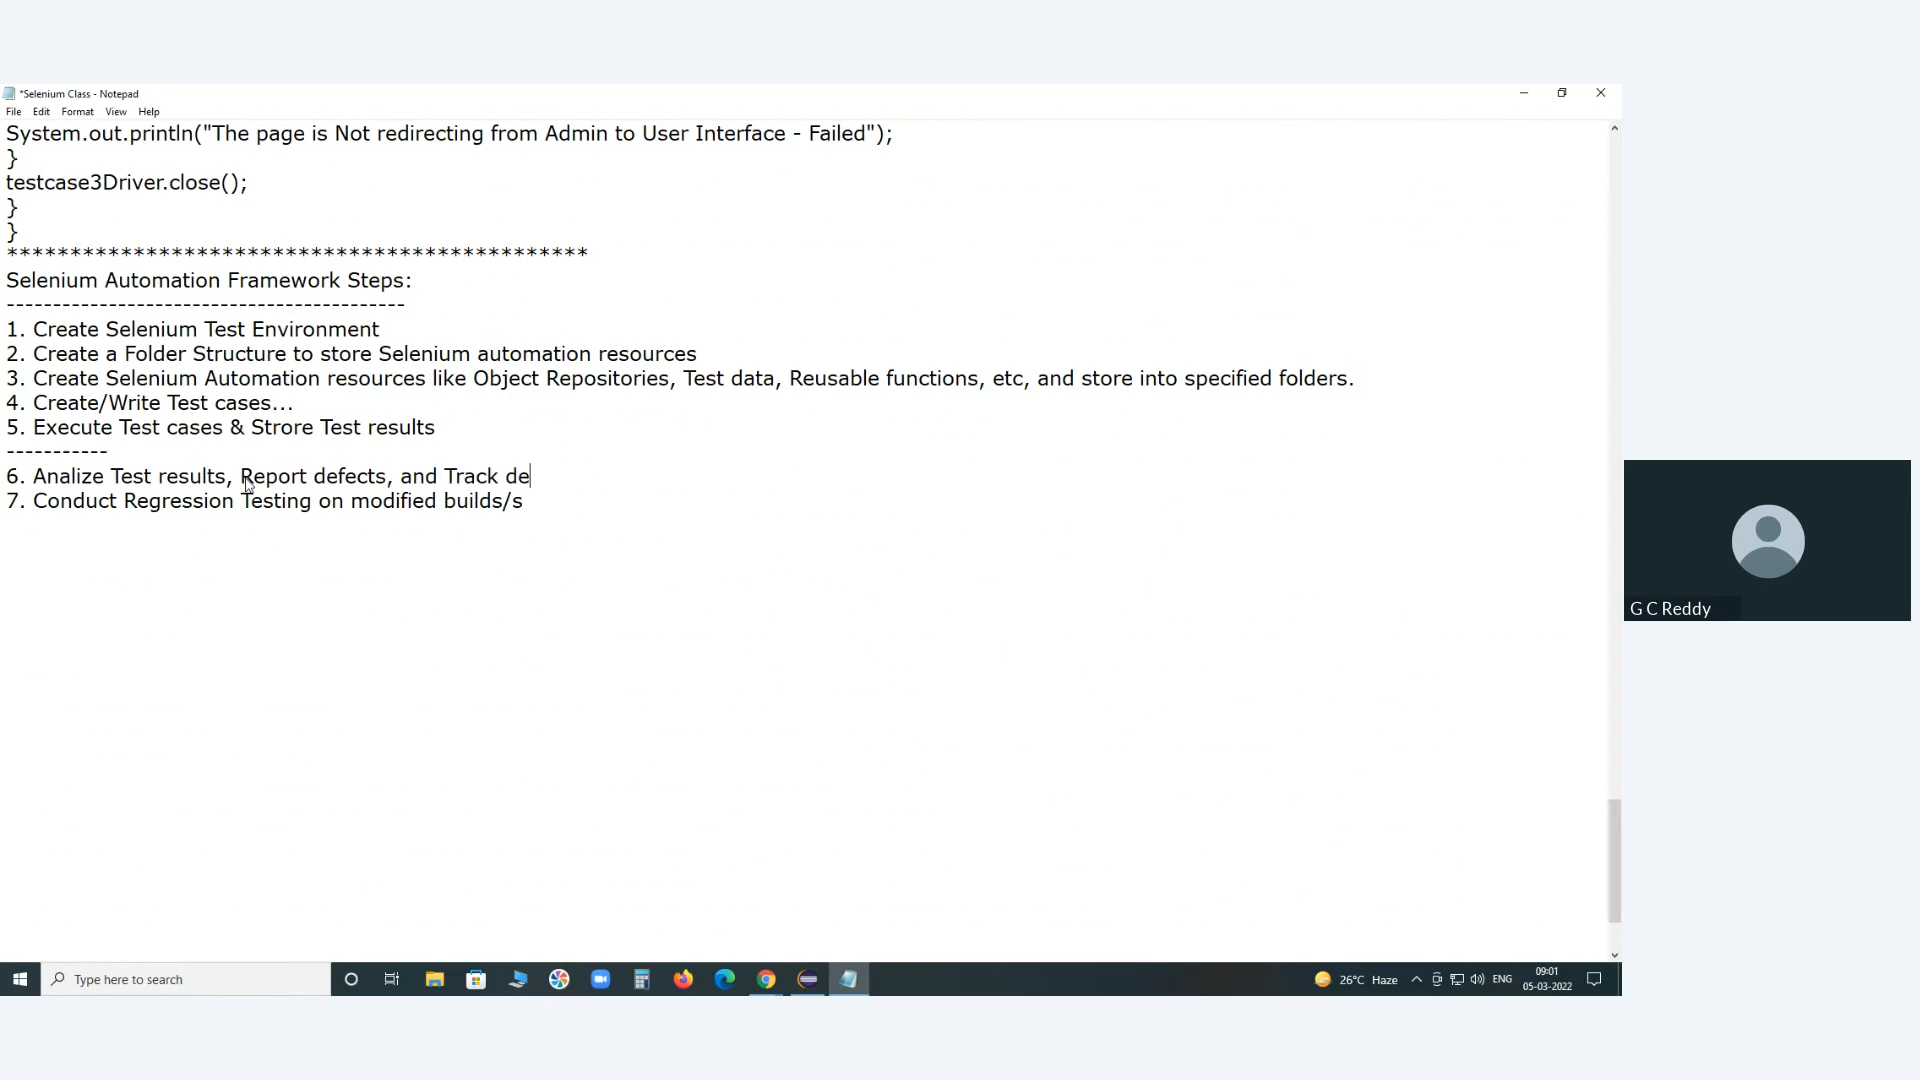 *Selenium Class - Notepad
File Edit Format View Help
System.out.println("The page is Not redirecting from Admin to User Interface - Failed");
}
testcase3Driver.close();
}
}
***********************************************
Selenium Automation Framework Steps:
-------------------------------------------
1. Create Selenium Test Environment
2. Create a Folder Structure to store Selenium automation resources
3. Create Selenium Automation resources like Object Repositories, Test data, Reusable functions, etc, and store into specified folders.
4. Create/Write Test cases...
5. Execute Test cases & Strore Test results
-----------
6. Analize Test results, Report defects, and Track de
7. Conduct Regression Testing on modified builds/s
G C Reddy
Type here to search
26°C Haze
ENG
09:01
05-03-2022